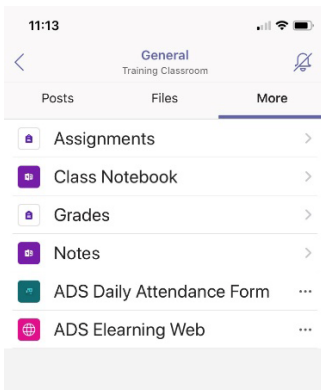 11:13
General
Training Classroom
Posts Files More
Assignments
Class Notebook
Grades
Notes
ADS Daily Attendance Form
ADS Elearning Web